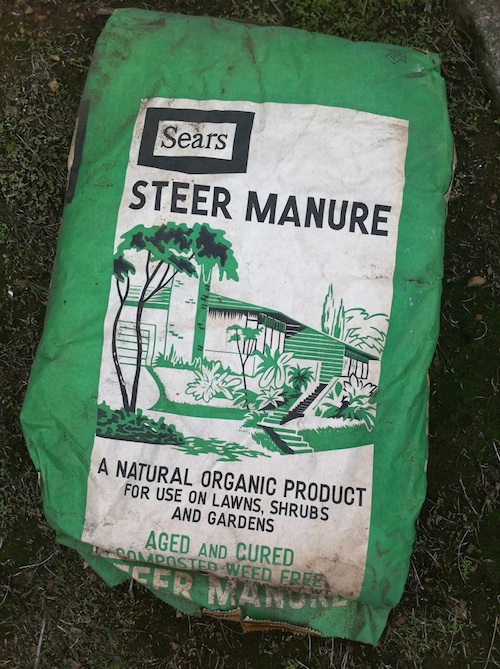 Sears
STEER MANURE
A NATURAL ORGANIC PRODUCT
FOR USE ON LAWNS, SHRUBS
AND GARDENS
AGED AND CURED
COMPOSTED WEED FREE
STEER MANURE